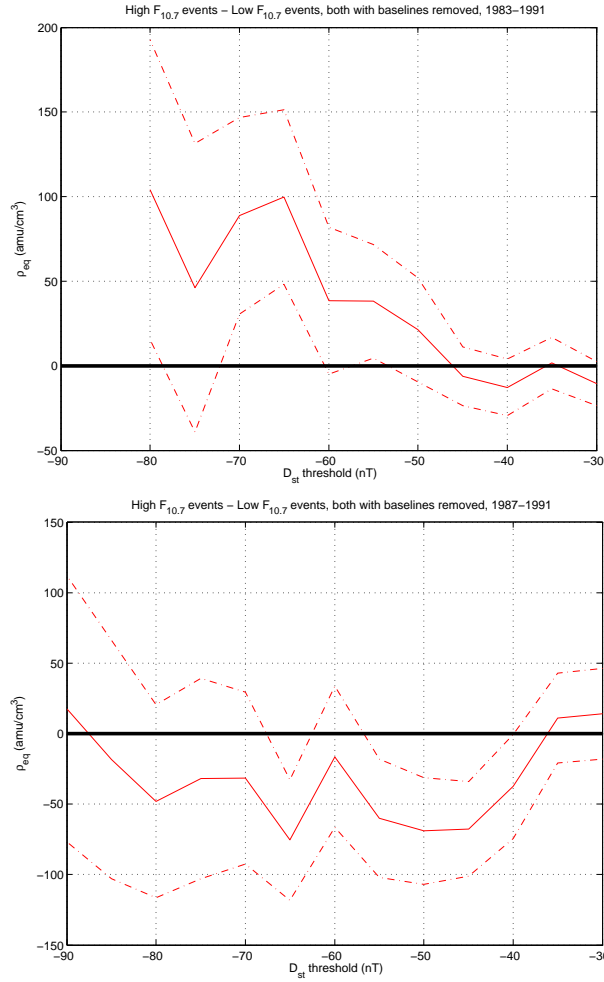 High F10.7 events − Low F10.7 events, both with baselines removed, 1983−1991
200
150
100
50
0
−50
ρeq (amu/cm3)
−90 −80 −70 −60 −50 −40 −30
Dst threshold (nT)
High F10.7 events − Low F10.7 events, both with baselines removed, 1987−1991
150
100
50
0
−50
−100
−150
ρeq (amu/cm3)
−90 −80 −70 −60 −50 −40 −30
Dst threshold (nT)